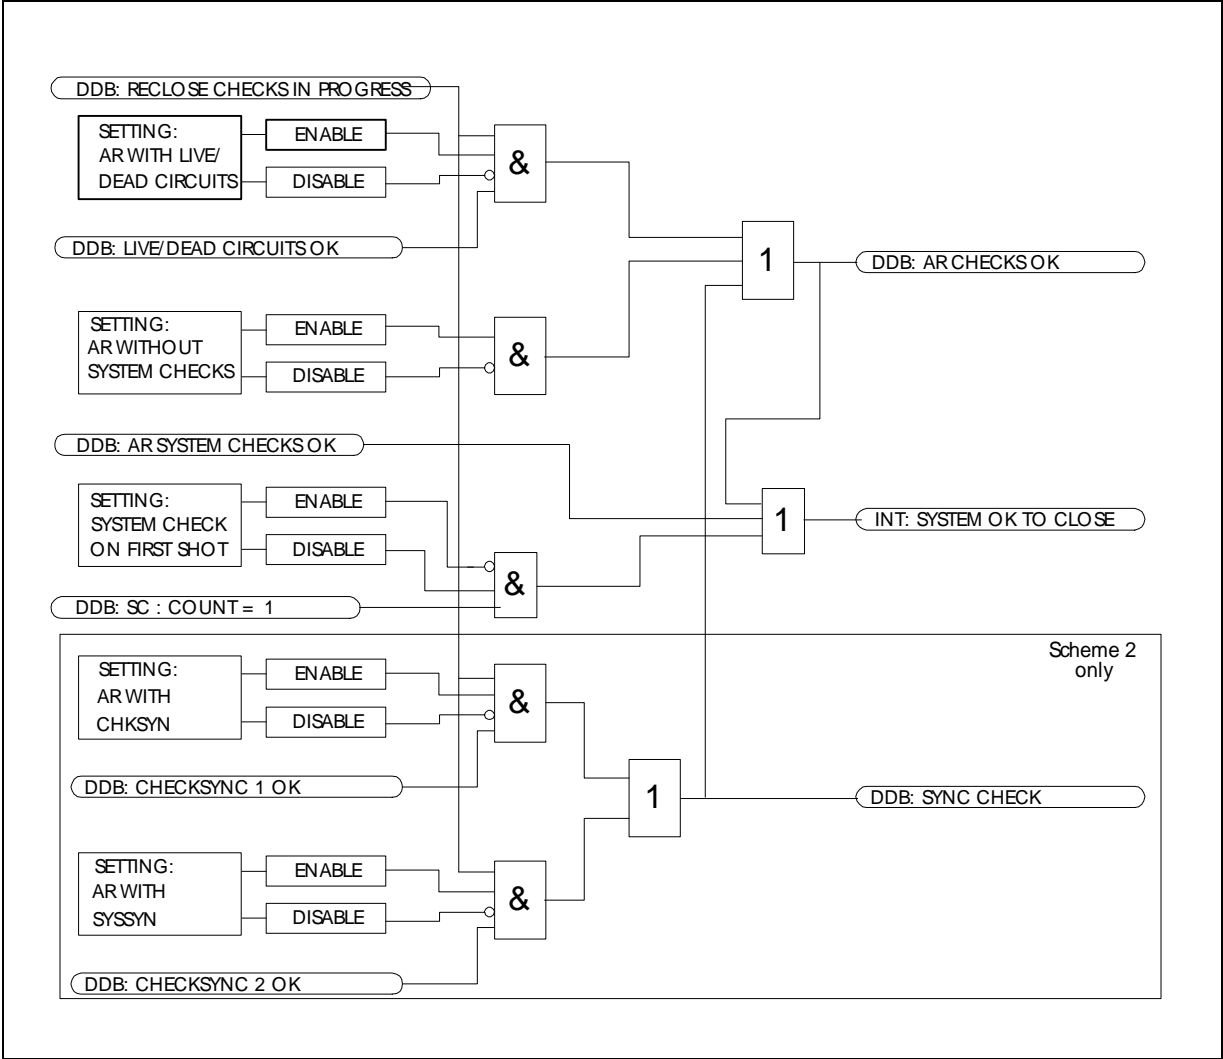 DDB: RECLOSE CHECKS IN PROGRESS
SETTING:
AR WITH LIVE/
DEAD CIRCUITS
ENABLE
DISABLE
&
DDB: LIVE/DEAD CIRCUITS OK
1
DDB: AR CHECKS OK
SETTING:
AR WITHOUT
SYSTEM CHECKS
ENABLE
DISABLE
&
DDB: AR SYSTEM CHECKS OK
SETTING:
SYSTEM CHECK
ON FIRST SHOT
ENABLE
DISABLE
&
1
INT: SYSTEM OK TO CLOSE
DDB: SC : COUNT = 1
Scheme 2
only
SETTING:
AR WITH
CHKSYN
ENABLE
DISABLE
&
DDB: CHECKSYNC 1 OK
1
DDB: SYNC CHECK
SETTING:
AR WITH
SYSSYN
ENABLE
DISABLE
&
DDB: CHECKSYNC 2 OK